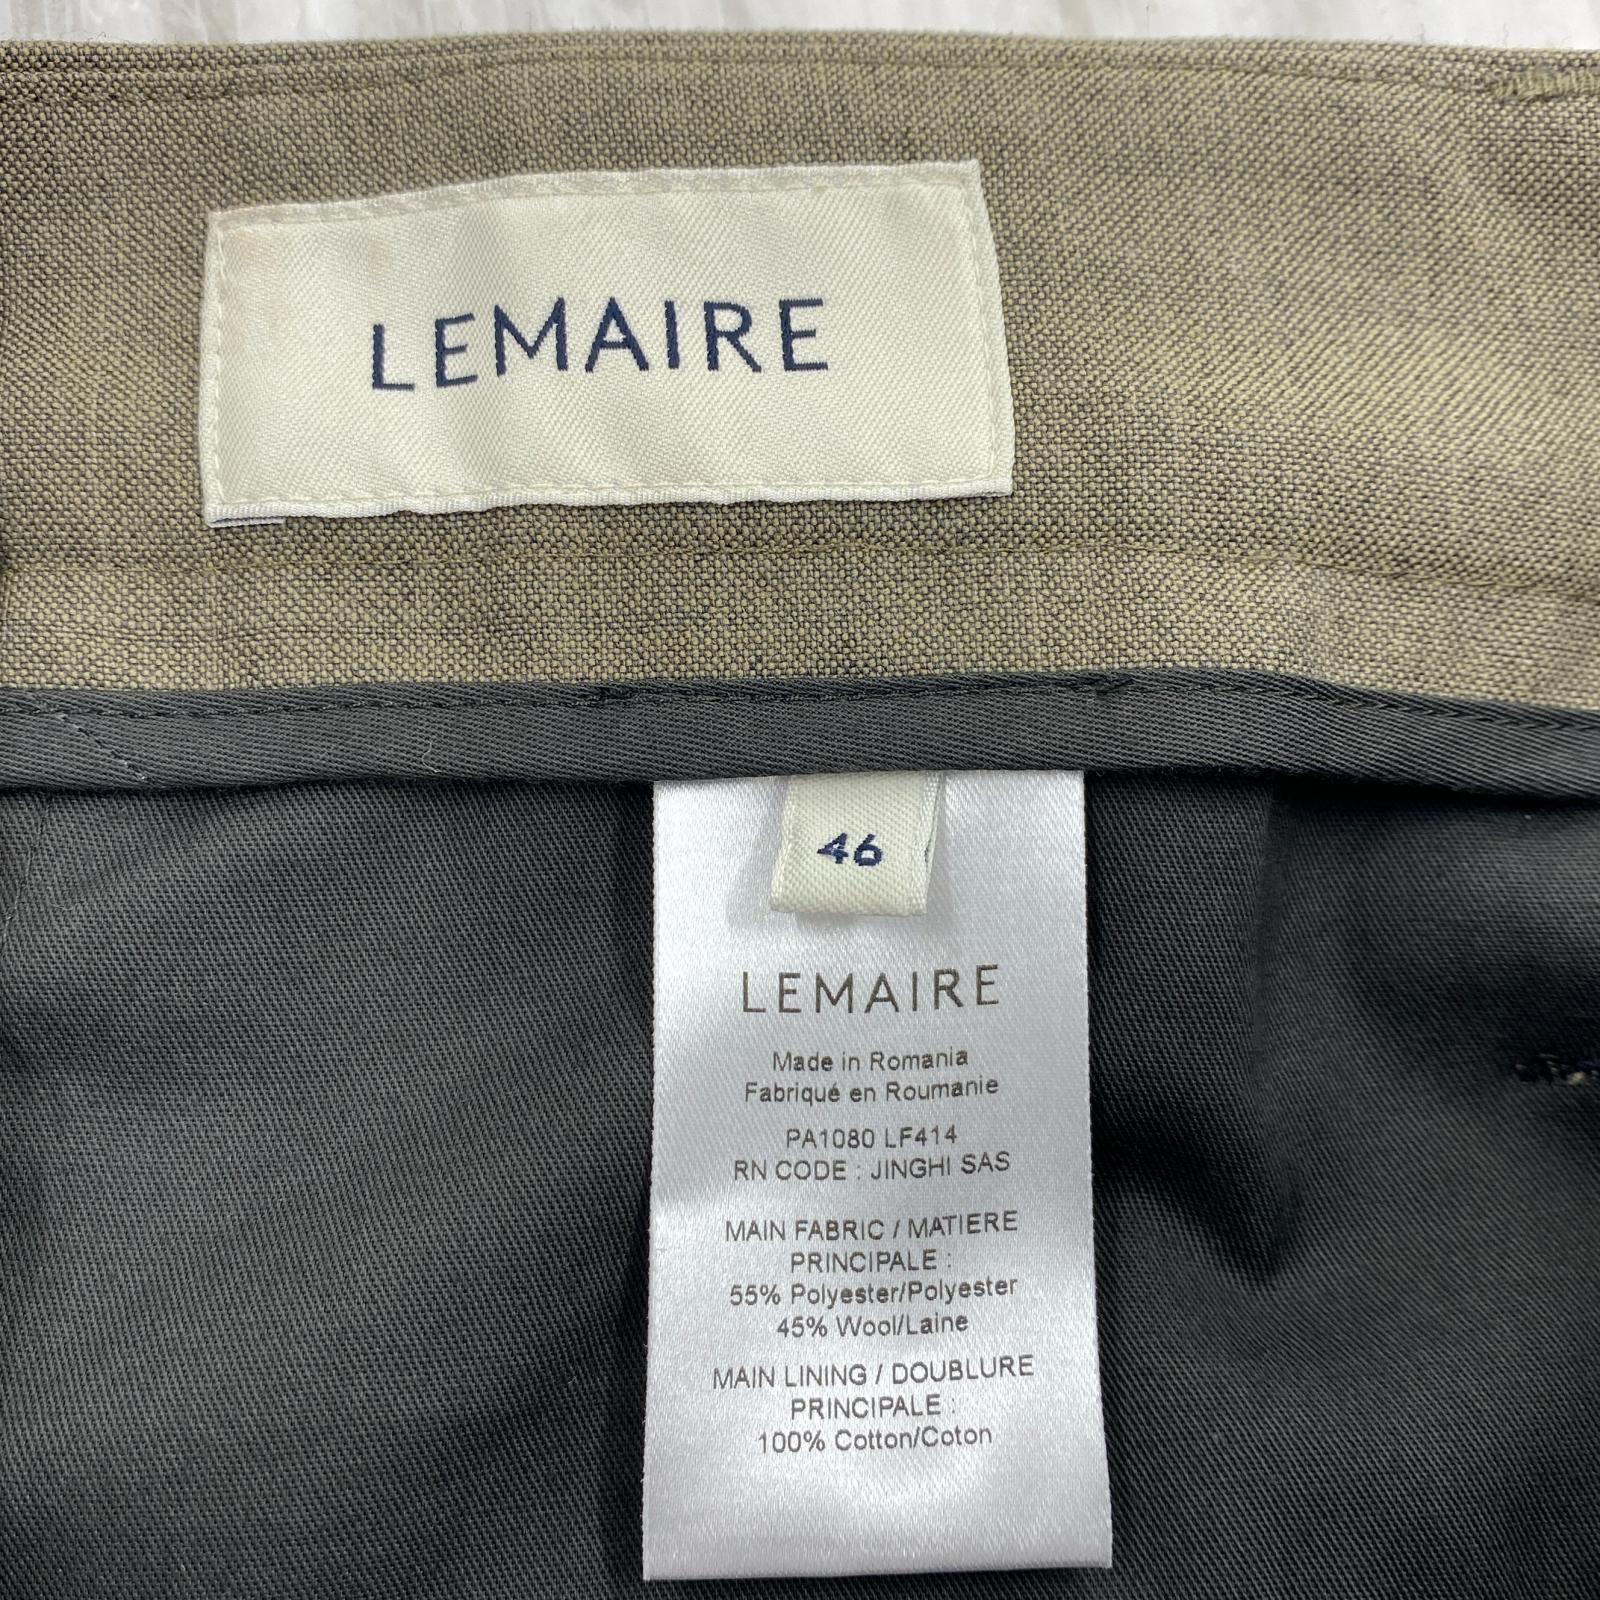 LEMAIRE
46
LEMAIRE
Made in Romania
Fabriqué en Roumanie
PA1080 LF414
RN CODE : JINGHI SAS
MAIN FABRIC / MATIERE
PRINCIPALE :
55% Polyester/Polyester
45% Wool/Laine
MAIN LINING / DOUBLURE
PRINCIPALE :
100% Cotton/Coton